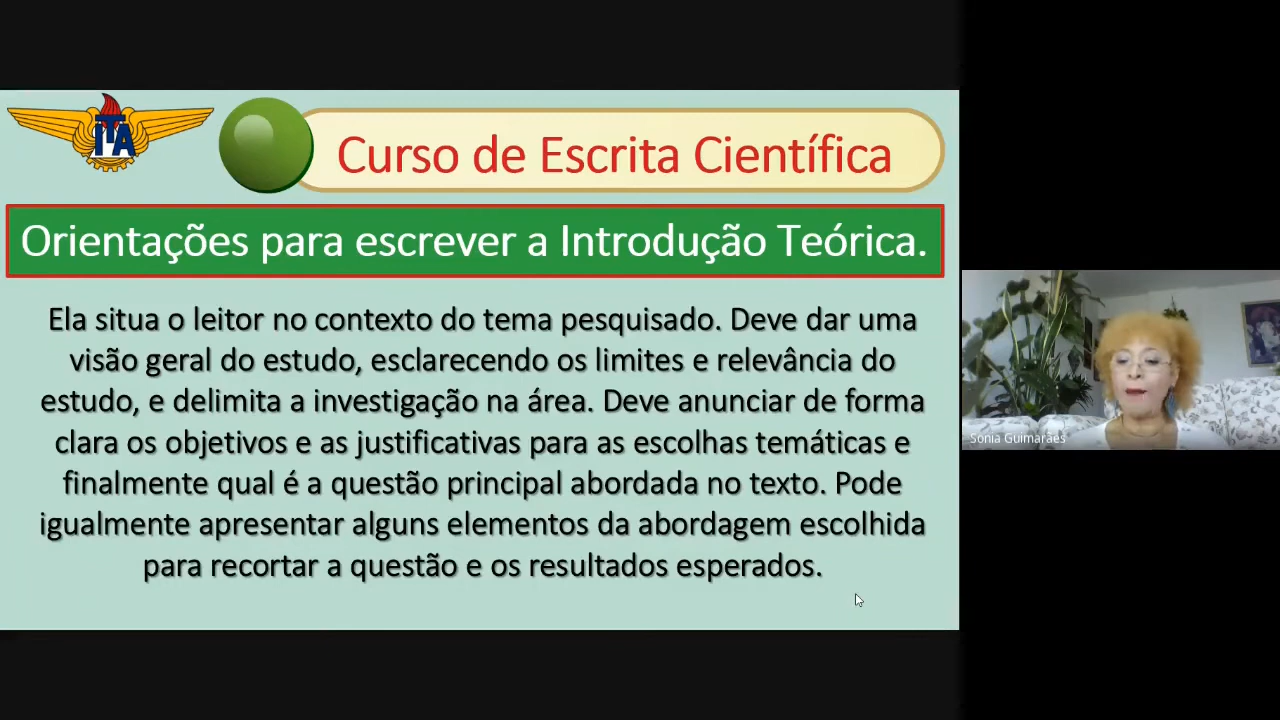 ITA
Curso de Escrita Científica
Orientações para escrever a Introdução Teórica.
Ela situa o leitor no contexto do tema pesquisado. Deve dar uma
visão geral do estudo, esclarecendo os limites e relevância do
estudo, e delimita a investigação na área. Deve anunciar de forma
clara os objetivos e as justificativas para as escolhas temáticas e
finalmente qual é a questão principal abordada no texto. Pode
igualmente apresentar alguns elementos da abordagem escolhida
para recortar a questão e os resultados esperados.
Sonia Guimarães